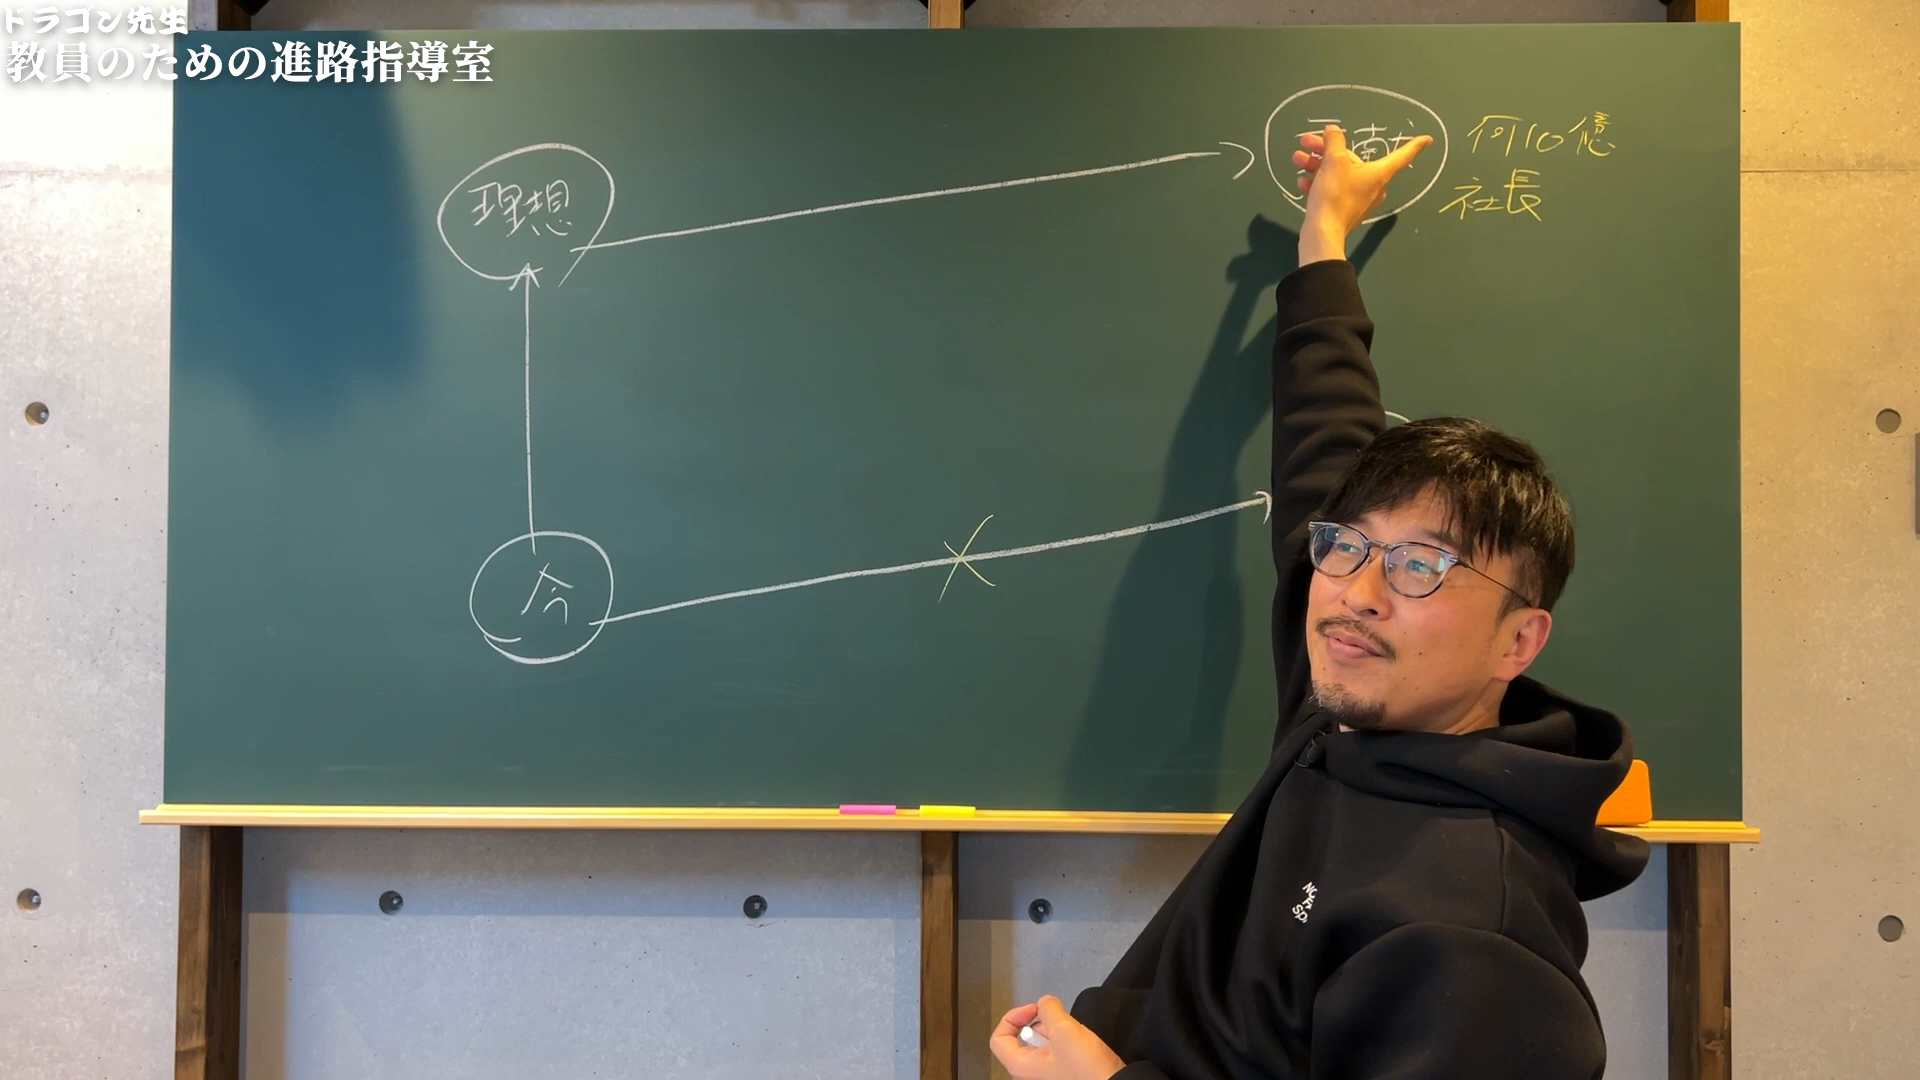 ドラゴン先生
教員のための進路指導室
理想
献
何10億
社長
今